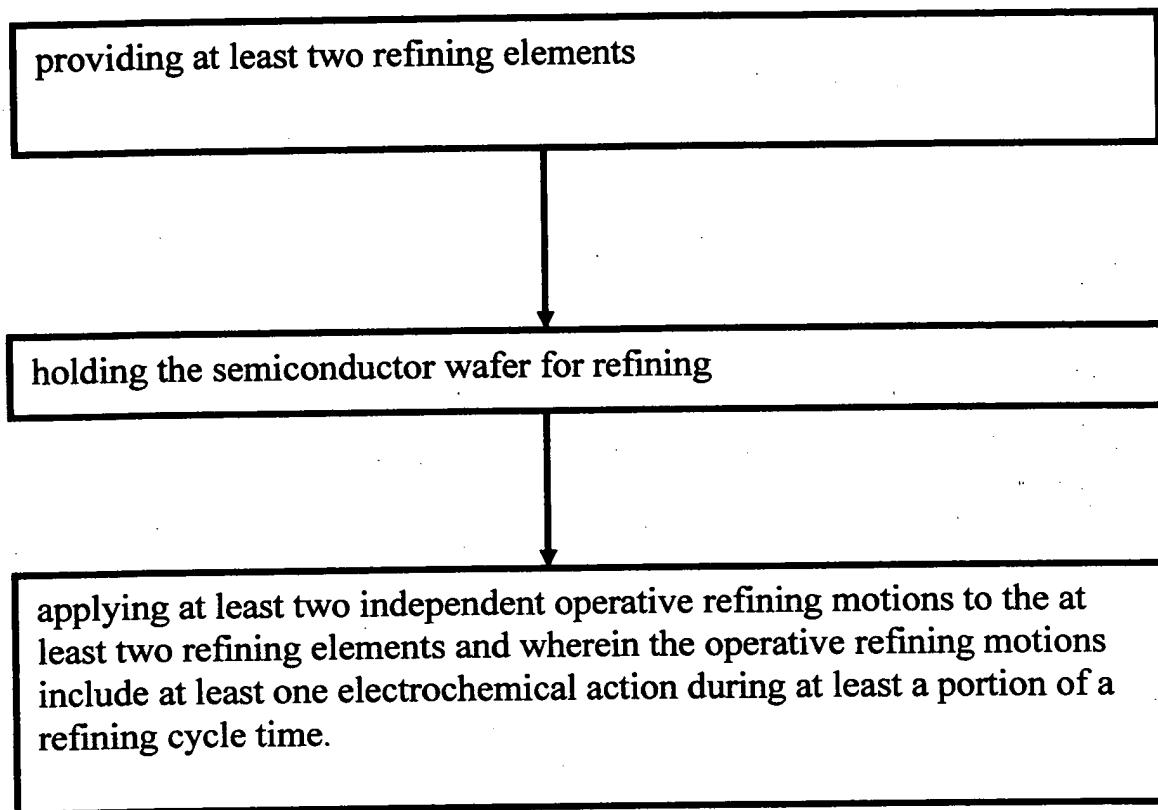 providing at least two refining elements
holding the semiconductor wafer for refining
applying at least two independent operative refining motions to the at
least two refining elements and wherein the operative refining motions
include at least one electrochemical action during at least a portion of a
refining cycle time.